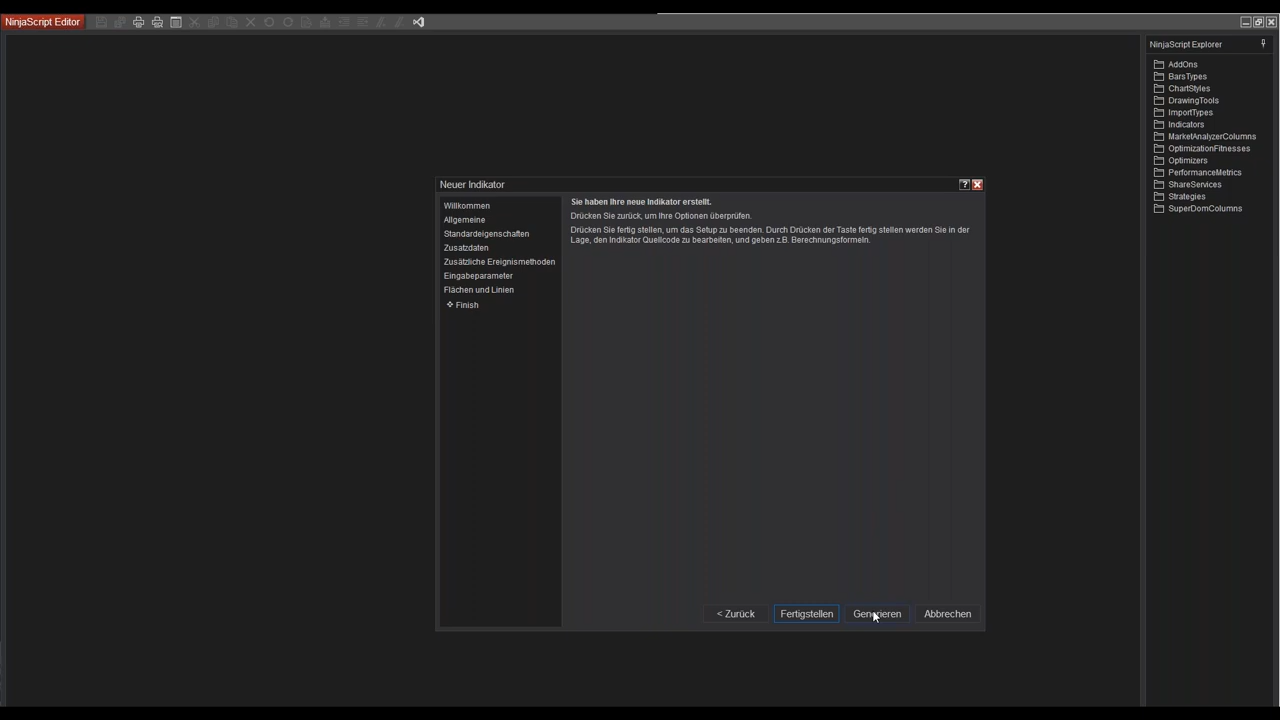 NinjaScript Editor
NinjaScript Explorer
AddOns
BarsTypes
ChartStyles
DrawingTools
ImportTypes
Indicators
MarketAnalyzerColumns
OptimizationFitnesses
Optimizers
PerformanceMetrics
ShareServices
Strategies
SuperDomColumns
Neuer Indikator
?
Willkommen
Allgemeine
Standardeigenschaften
Zusatzdaten
Zusätzliche Ereignismethoden
Eingabeparameter
Flächen und Linien
Finish
Sie haben Ihre neue Indikator erstellt.
Drücken Sie zurück, um Ihre Optionen überprüfen.
Drücken Sie fertig stellen, um das Setup zu beenden. Durch Drücken der Taste fertig stellen werden Sie in der
Lage, den Indikator Quellcode zu bearbeiten, und geben z.B. Berechnungsformeln.
< Zurück
Fertigstellen
Generieren
Abbrechen